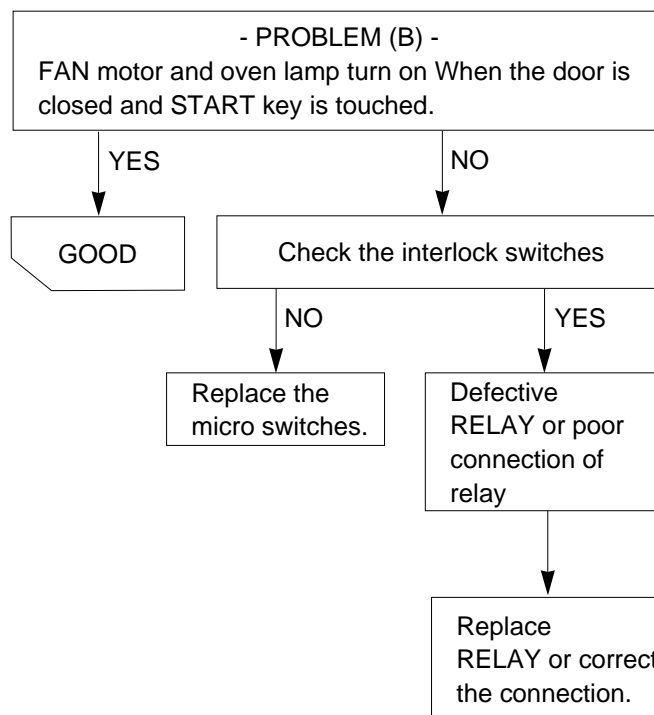 - PROBLEM (B) -
FAN motor and oven lamp turn on When the door is
closed and START key is touched.
YES
NO
GOOD
Check the interlock switches
NO
YES
Replace the
micro switches.
Defective
RELAY or poor
connection of
relay
Replace
RELAY or correct
the connection.